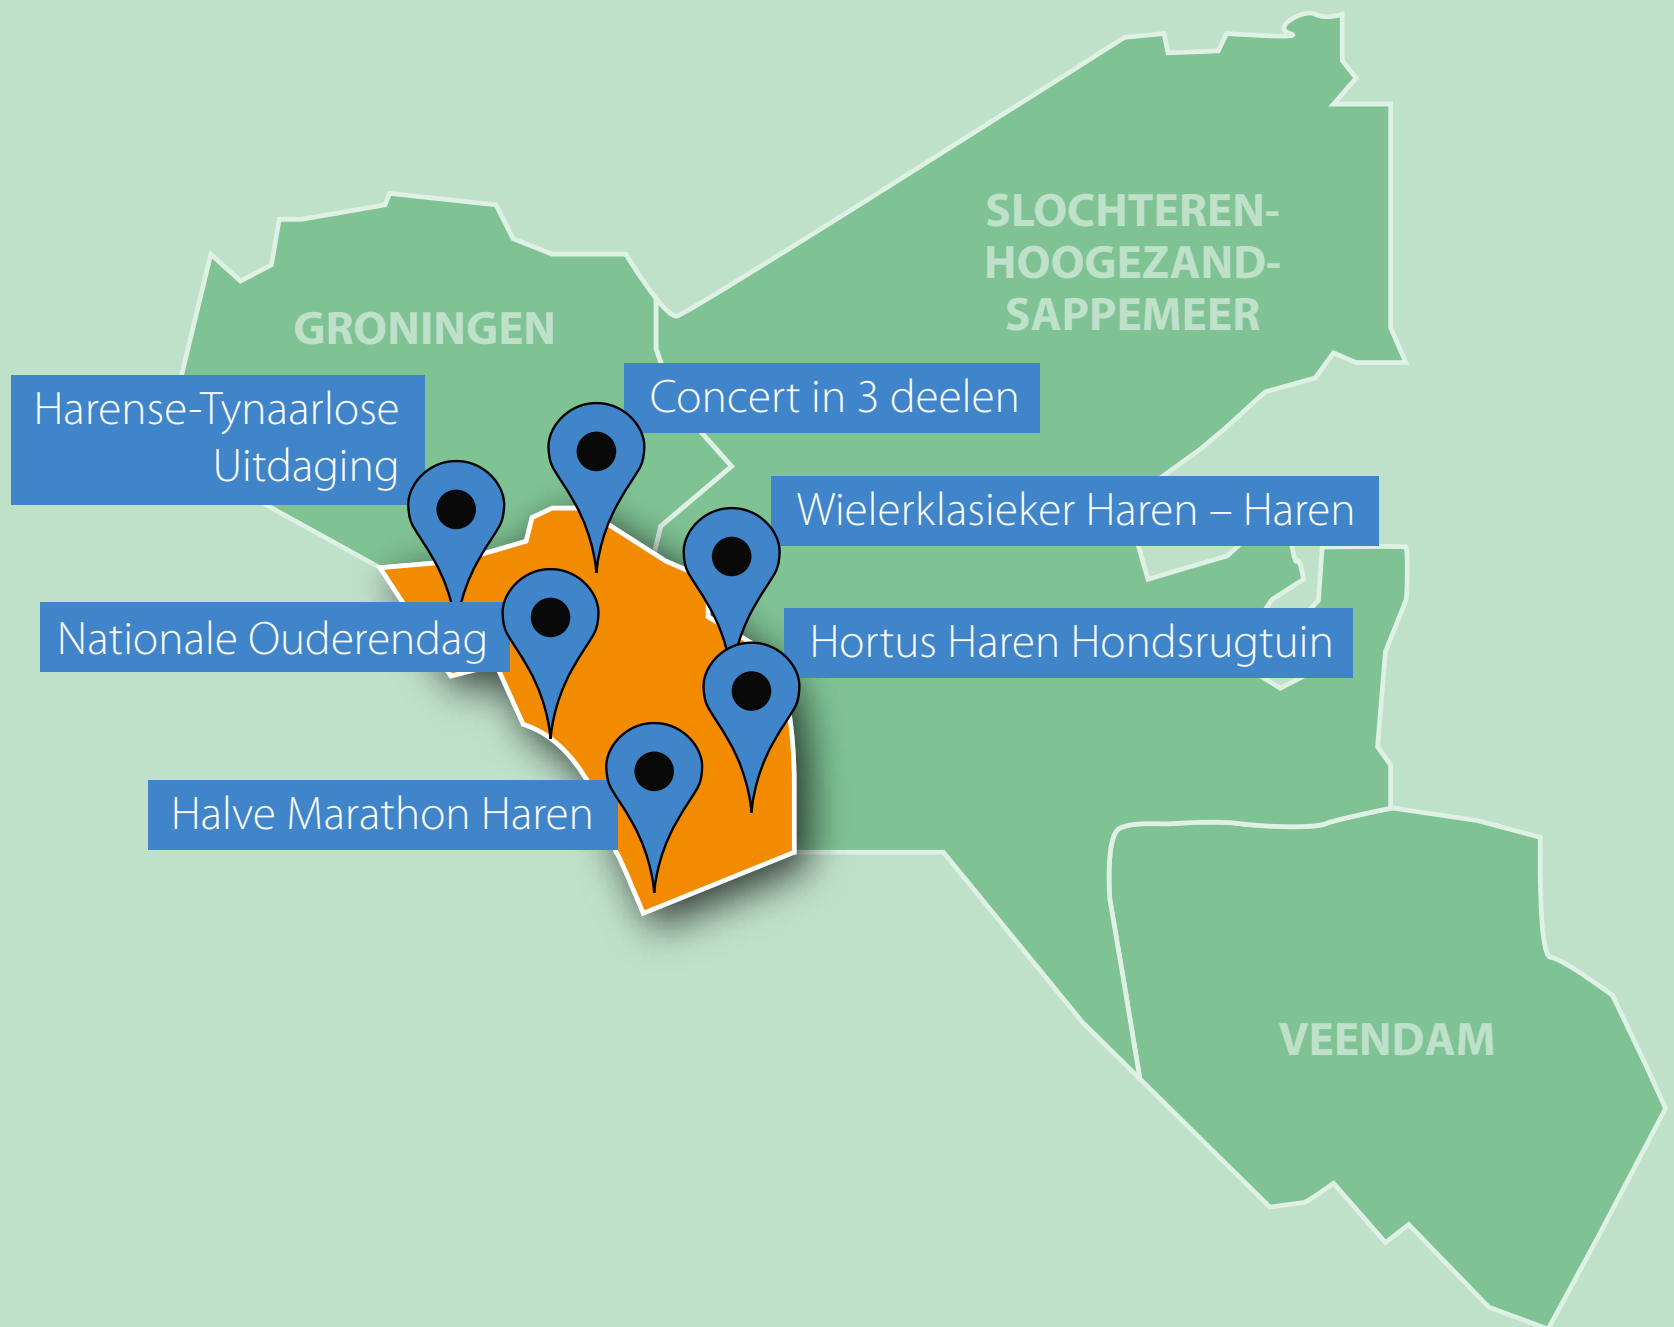 SLOCHTEREN-
HOOGEZAND-
SAPPEMEER
GRONINGEN
Concert in 3 deelen
Harense-Tynaarlose
Uitdaging
Wielerklasieker Haren – Haren
Nationale Ouderendag
Hortus Haren Hondsrugtuin
Halve Marathon Haren
VEENDAM